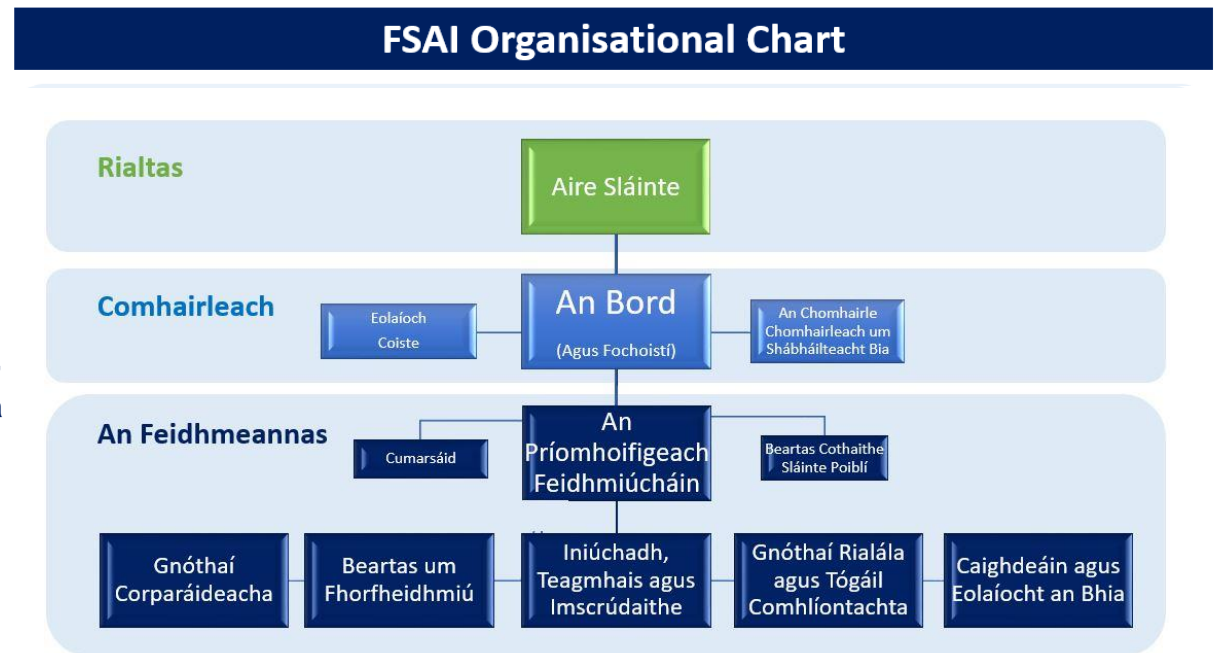 FSAI Organisational Chart
Rialtas
Aire Sláinte
Comhairleach
Eolaíoch
Coiste
An Bord
(Agus Fochoistí)
An Chomhairle
Chomhairleach um
Shábháilteacht Bia
An Feidhmeannas
Cumarsáid
An
Príomhoifigeach
Feidhmiúcháin
Beartas Cothaithe
Sláinte Poiblí
Gnóthaí
Corparáideacha
Beartas um
Fhorfheidhmiú
Iniúchadh,
Teagmhais agus
Imscrúdaithe
Gnóthaí Rialála
agus Tógáil
Comhlíontachta
Caighdeáin agus
Eolaíocht an Bhia